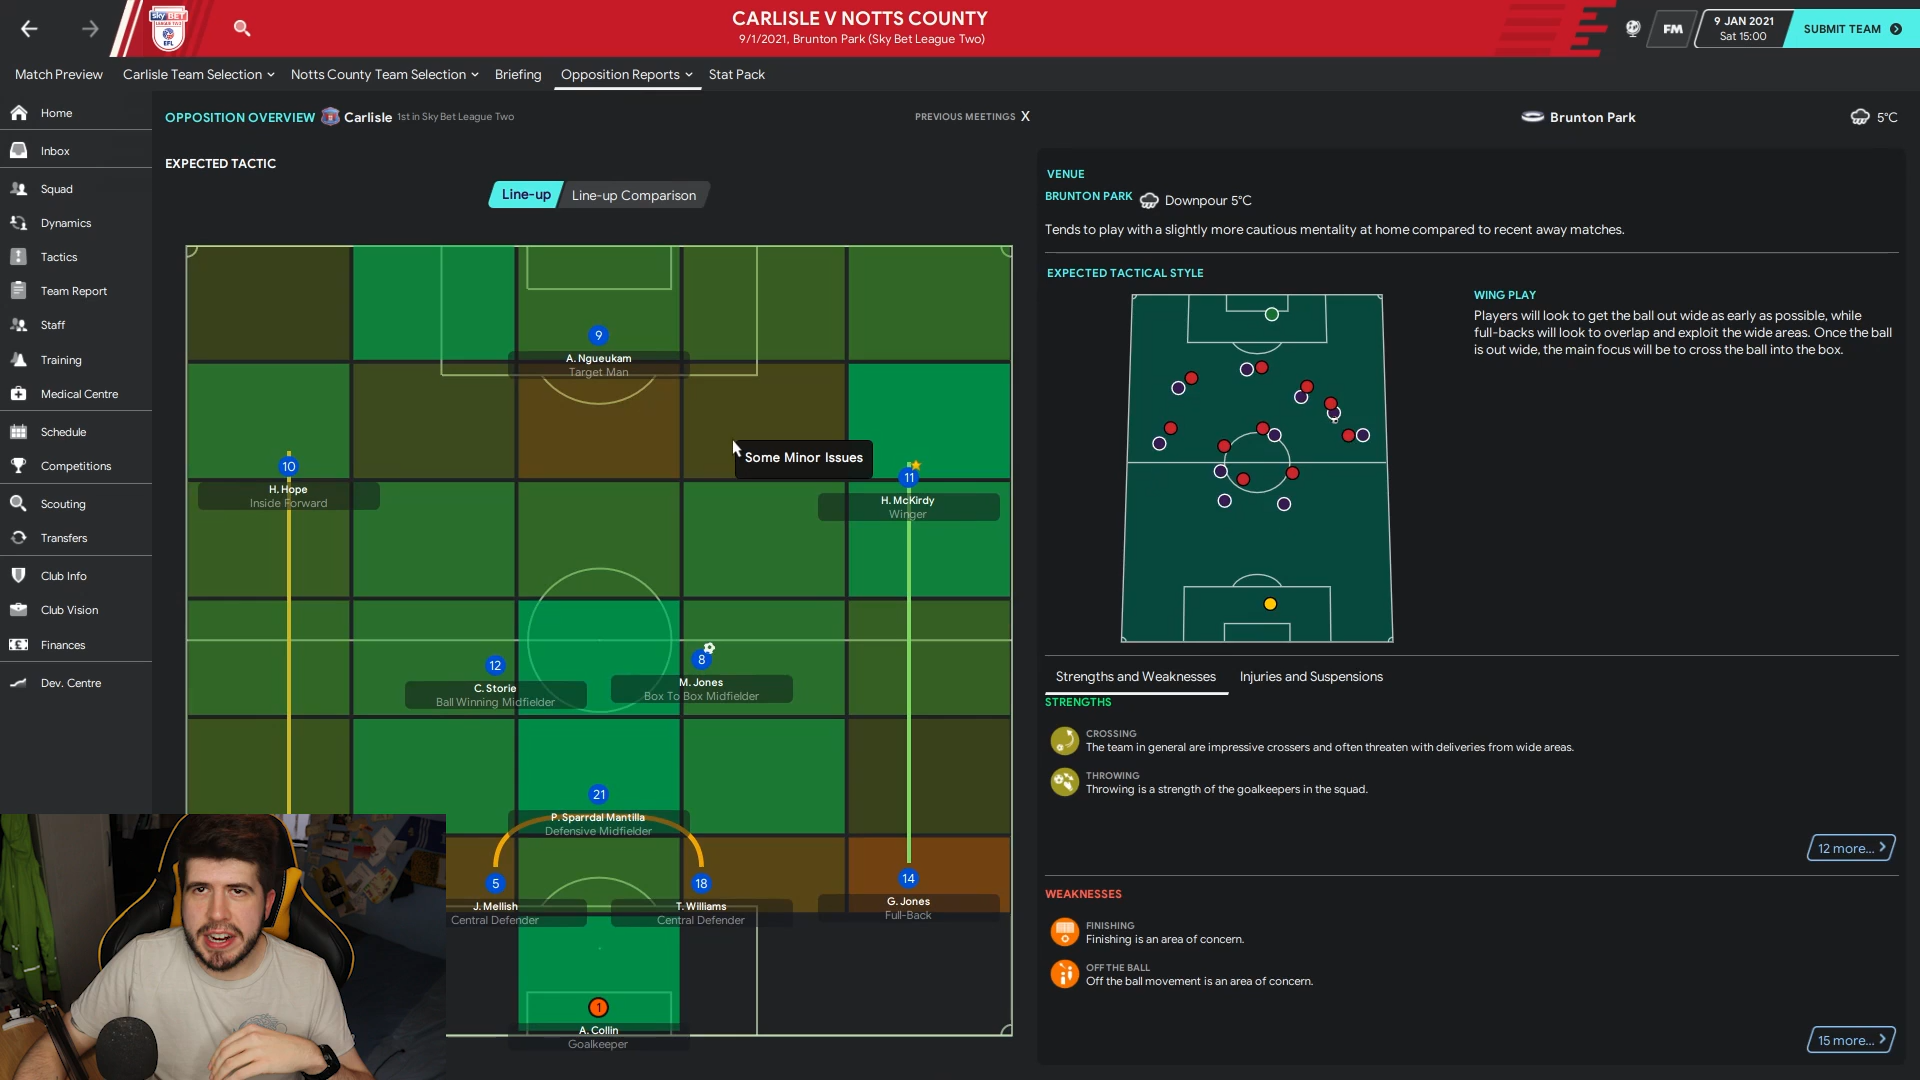 CARLISLE V NOTTS COUNTY
9/1/2021, Brunton Park (Sky Bet League Two)
sky BET
EFL
FM
9 JAN 2021
Sat 15:00
SUBMIT TEAM
Match Preview
Carlisle Team Selection
Notts County Team Selection
Briefing
Opposition Reports
Stat Pack
Home
Inbox
Squad
Dynamics
Tactics
Team Report
Staff
Training
Medical Centre
Schedule
Competitions
Scouting
Transfers
Club Info
Club Vision
Finances
Dev. Centre
OPPOSITION OVERVIEW Carlisle 1st in Sky Bet League Two
PREVIOUS MEETINGS X
Brunton Park
5°C
EXPECTED TACTIC
Line-up
Line-up Comparison
9
A. Ngueukam
Target Man
Some Minor Issues
10
H. Hope
Inside Forward
11
H. McKirdy
Winger
12
C. Storie
Ball Winning Midfielder
8
M. Jones
Box To Box Midfielder
21
P. Sparrdal Mantilla
Defensive Midfielder
5
J. Mellish
Central Defender
18
T. Williams
Central Defender
14
G. Jones
Full-Back
1
A. Collin
Goalkeeper
VENUE
BRUNTON PARK Downpour 5°C
Tends to play with a slightly more cautious mentality at home compared to recent away matches.
EXPECTED TACTICAL STYLE
WING PLAY
Players will look to get the ball out wide as early as possible, while
full-backs will look to overlap and exploit the wide areas. Once the ball
is out wide, the main focus will be to cross the ball into the box.
Strengths and Weaknesses
Injuries and Suspensions
STRENGTHS
CROSSING
The team in general are impressive crossers and often threaten with deliveries from wide areas.
THROWING
Throwing is a strength of the goalkeepers in the squad.
12 more...
WEAKNESSES
FINISHING
Finishing is an area of concern.
OFF THE BALL
Off the ball movement is an area of concern.
15 more...